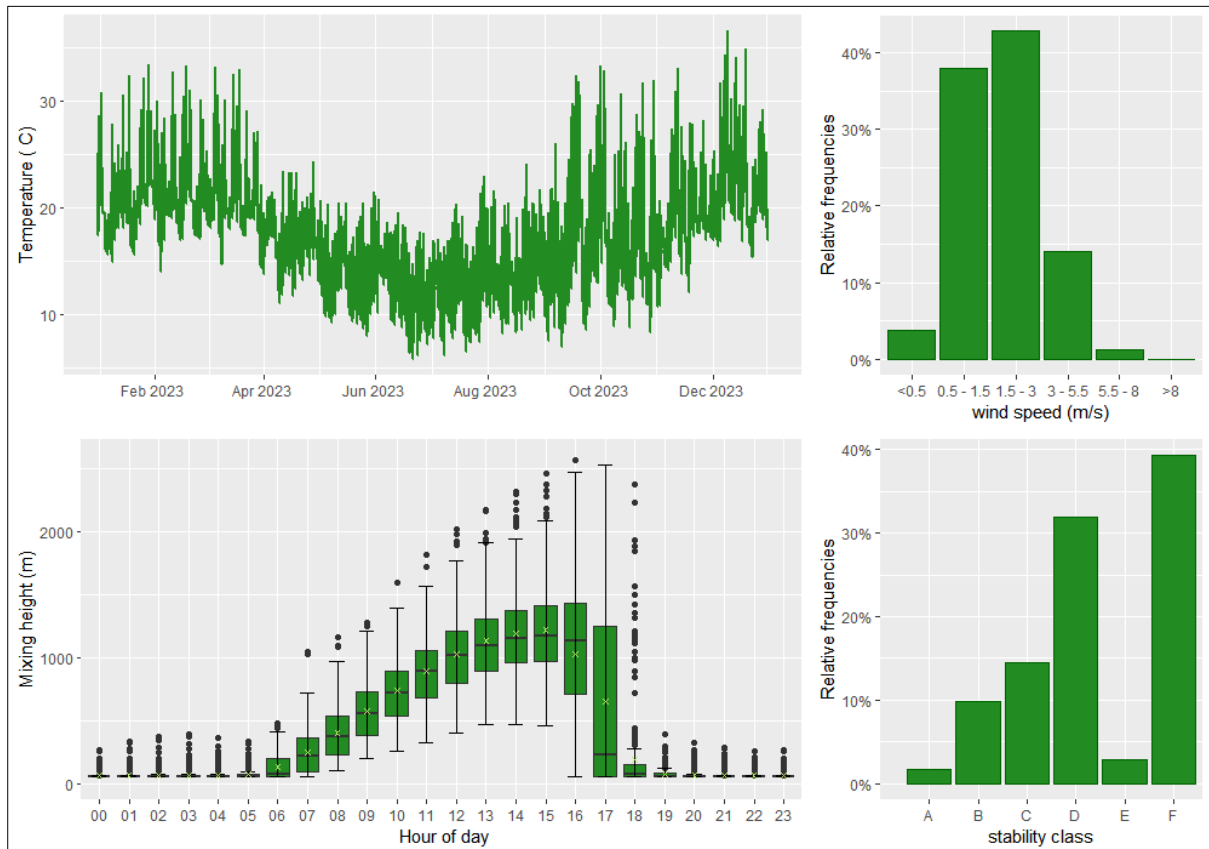 Temperature ( C)
30
20
10
Feb 2023 Apr 2023 Jun 2023 Aug 2023 Oct 2023 Dec 2023
Relative frequencies
40%
30%
20%
10%
0%
<0.5 0.5 - 1.5 1.5 - 3 3 - 5.5 5.5 - 8 >8
wind speed (m/s)
Mixing height (m)
2000
1000
0
00 01 02 03 04 05 06 07 08 09 10 11 12 13 14 15 16 17 18 19 20 21 22 23
Hour of day
Relative frequencies
40%
30%
20%
10%
0%
A B C D E F
stability class